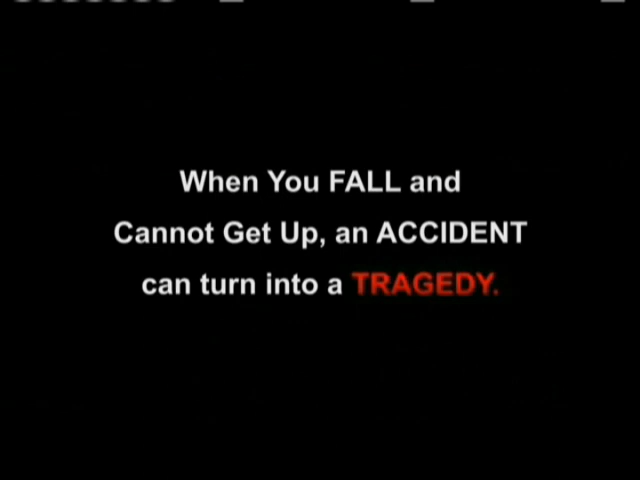 When You FALL and
Cannot Get Up, an ACCIDENT
can turn into a TRAGEDY.